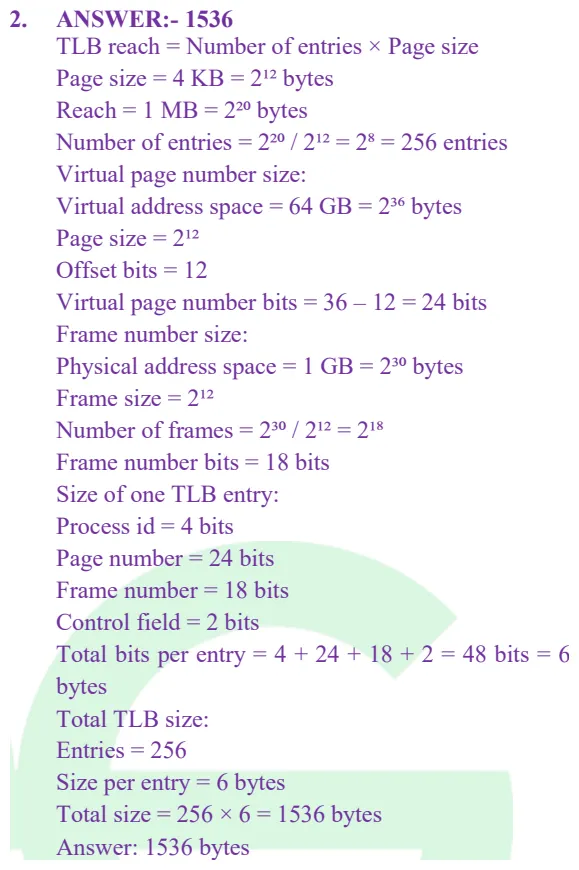 2. ANSWER:- 1536
TLB reach = Number of entries × Page size
Page size = 4 KB = 2¹² bytes
Reach = 1 MB = 2²⁰ bytes
Number of entries = 2²⁰ / 2¹² = 2⁸ = 256 entries
Virtual page number size:
Virtual address space = 64 GB = 2³⁶ bytes
Page size = 2¹²
Offset bits = 12
Virtual page number bits = 36 – 12 = 24 bits
Frame number size:
Physical address space = 1 GB = 2³⁰ bytes
Frame size = 2¹²
Number of frames = 2³⁰ / 2¹² = 2¹⁸
Frame number bits = 18 bits
Size of one TLB entry:
Process id = 4 bits
Page number = 24 bits
Frame number = 18 bits
Control field = 2 bits
Total bits per entry = 4 + 24 + 18 + 2 = 48 bits = 6
bytes
Total TLB size:
Entries = 256
Size per entry = 6 bytes
Total size = 256 × 6 = 1536 bytes
Answer: 1536 bytes